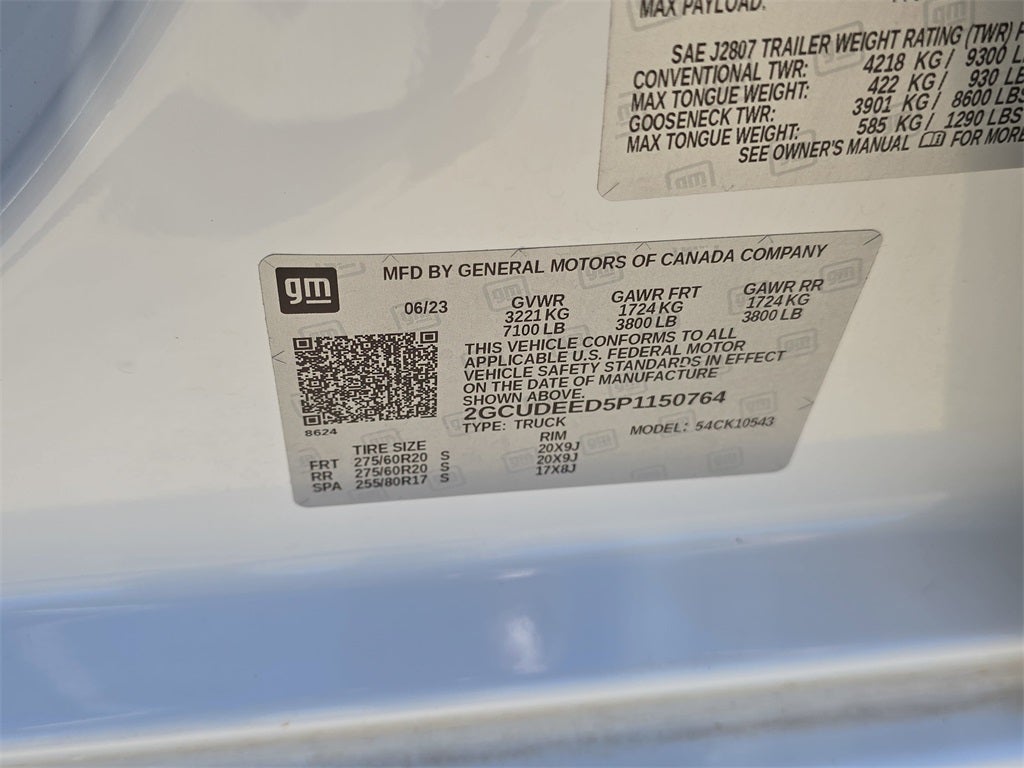 MAX PAYLOAD:
SAE J2807 TRAILER WEIGHT RATING (TWR)
CONVENTIONAL TWR: 4218 KG/ 9300
MAX TONGUE WEIGHT: 422 KG/ 930 LB
GOOSENECK TWR: 3901 KG/ 8600 LBS
MAX TONGUE WEIGHT: 585 KG/ 1290 LBS
SEE OWNER'S MANUAL FOR MORE
gm
MFD BY GENERAL MOTORS OF CANADA COMPANY
06/23 GVWR GAWR FRT GAWR RR
3221 KG 1724 KG 1724 KG
7100 LB 3800 LB 3800 LB
THIS VEHICLE CONFORMS TO ALL
APPLICABLE U.S. FEDERAL MOTOR
VEHICLE SAFETY STANDARDS IN EFFECT
ON THE DATE OF MANUFACTURE
SHOWN ABOVE.
2GCUDEED5P1150764
8624
TYPE: TRUCK MODEL: 54CK10543
TIRE SIZE RIM
FRT 275/60R20 S 20X9J
RR 275/60R20 S 20X9J
SPA 255/80R17 S 17X8J